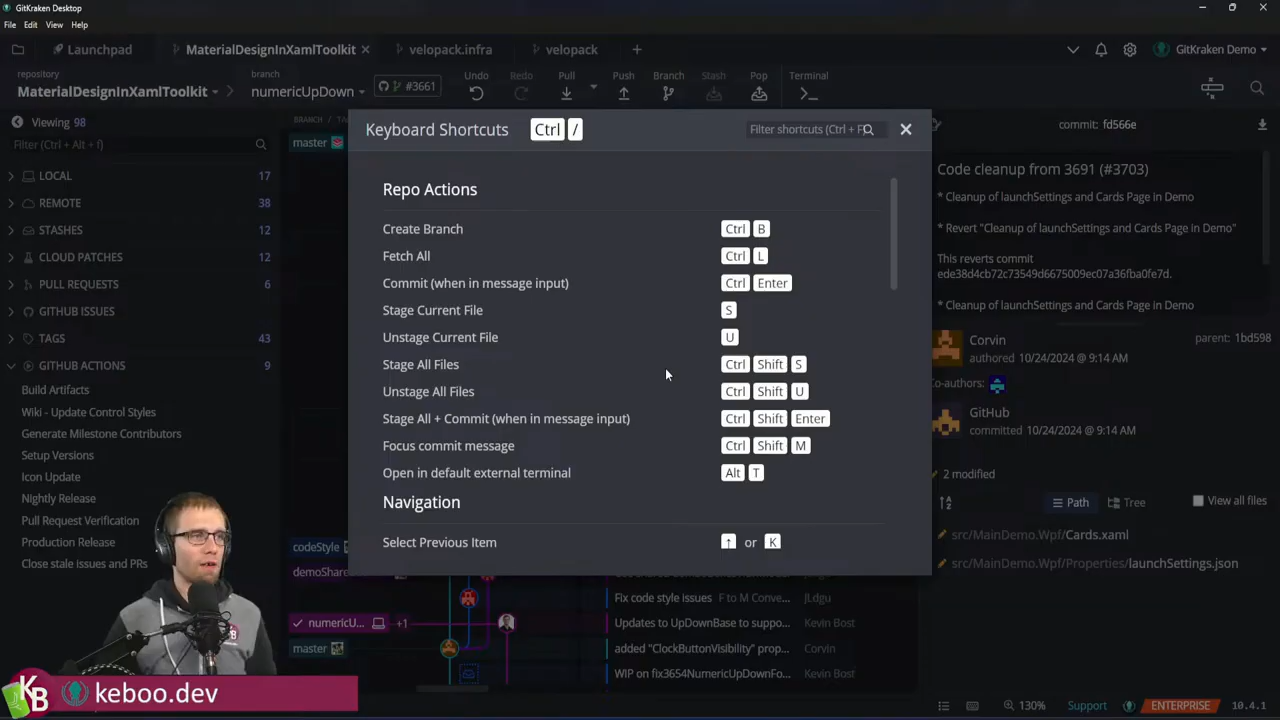 GitKraken Desktop
File Edit View Help
Launchpad MaterialDesignInXamlToolkit velopack.infra velopack GitKraken Demo
repository branch Undo Redo Pull Push Branch Stash Pop Terminal
MaterialDesignInXamlToolkit numericUpDown #3661
Keyboard Shortcuts Ctrl / Filter shortcuts (Ctrl + F
Viewing 98
Filter (Ctrl + Alt + f)
LOCAL 17
REMOTE 38
STASHES 12
CLOUD PATCHES 12
PULL REQUESTS 6
GITHUB ISSUES
TAGS 43
GITHUB ACTIONS 9
Build Artifacts
Wiki - Update Control Styles
Generate Milestone Contributors
Setup Versions
Icon Update
Nightly Release
Pull Request Verification
Production Release
Close stale issues and PRs
BRANCH / TA
master
Repo Actions
Create Branch Ctrl B
Fetch All Ctrl L
Commit (when in message input) Ctrl Enter
Stage Current File S
Unstage Current File U
Stage All Files Ctrl Shift S
Unstage All Files Ctrl Shift U
Stage All + Commit (when in message input) Ctrl Shift Enter
Focus commit message Ctrl Shift M
Open in default external terminal Alt T
Navigation
Select Previous Item ↑ or K
codeStyle
demoShare
numericU... +1
master
Fix code style issues F to M Conve... JLdgu
Updates to UpDownBase to suppo... Kevin Bost
added "ClockButtonVisibility" prop... Corvin
WIP on fix3654NumericUpDownFo... Kevin Bost
commit: fd566e
Code cleanup from 3691 (#3703)
* Cleanup of launchSettings and Cards Page in Demo
* Revert "Cleanup of launchSettings and Cards Page in Demo"
This reverts commit
ede38d4cb72c73549d6675009ec07a36fba0fe7d.
* Cleanup of launchSettings and Cards Page in Demo
Corvin parent: 1bd598
authored 10/24/2024 @ 9:14 AM
Co-authors:
GitHub
committed 10/24/2024 @ 9:14 AM
2 modified
Path Tree View all files
src/MainDemo.Wpf/Cards.xaml
src/MainDemo.Wpf/Properties/launchSettings.json
KB keboo.dev
130% Support ENTERPRISE 10.4.1